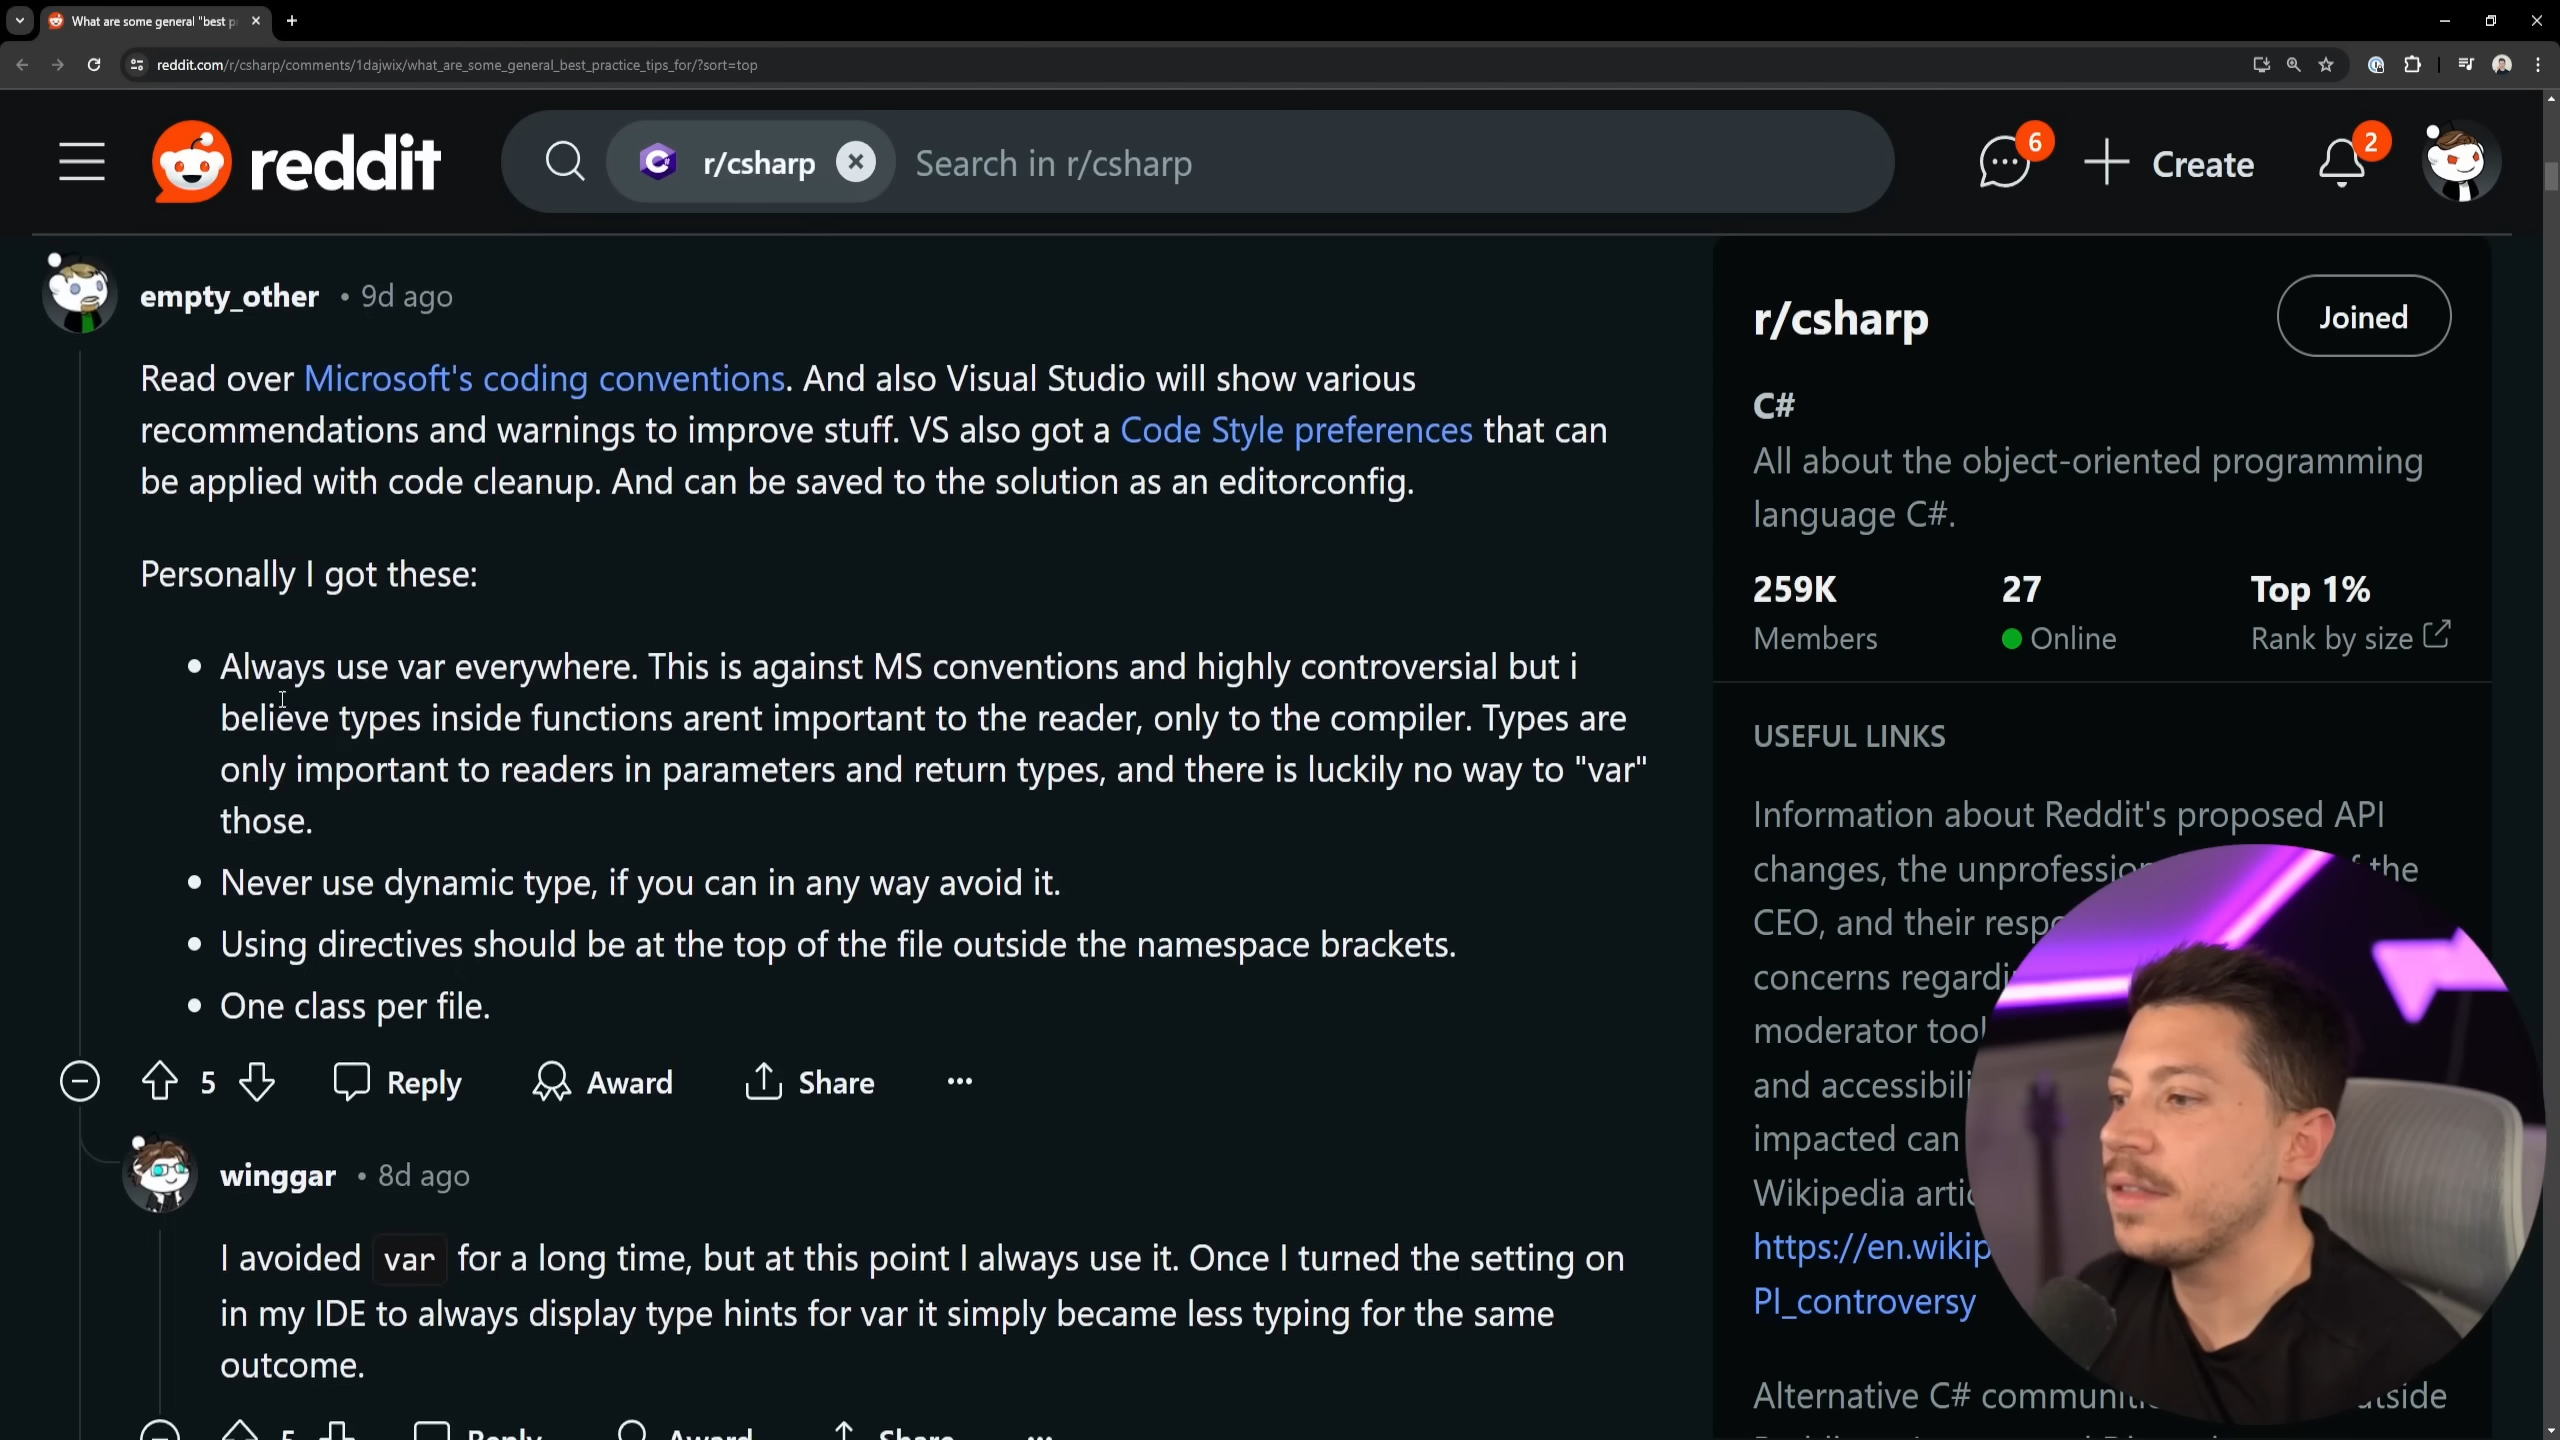 What are some general "best p
reddit.com/r/csharp/comments/1dajwix/what_are_some_general_best_practice_tips_for/?sort=top
reddit
r/csharp
Search in r/csharp
6
Create
2
empty_other • 9d ago
Read over Microsoft's coding conventions. And also Visual Studio will show various
recommendations and warnings to improve stuff. VS also got a Code Style preferences that can
be applied with code cleanup. And can be saved to the solution as an editorconfig.
Personally I got these:
• Always use var everywhere. This is against MS conventions and highly controversial but i
believe types inside functions arent important to the reader, only to the compiler. Types are
only important to readers in parameters and return types, and there is luckily no way to "var"
those.
• Never use dynamic type, if you can in any way avoid it.
• Using directives should be at the top of the file outside the namespace brackets.
• One class per file.
5
Reply
Award
Share
winggar • 8d ago
I avoided var for a long time, but at this point I always use it. Once I turned the setting on
in my IDE to always display type hints for var it simply became less typing for the same
outcome.
5
Reply
Award
Share
r/csharp
Joined
C#
All about the object-oriented programming
language C#.
259K
Members
27
Online
Top 1%
Rank by size
USEFUL LINKS
Information about Reddit's proposed API
changes, the the
CEO, and their
concerns
moderator
and
impacted can
Wikipedia
https://en.wikip
PI_controversy
Alternative C#